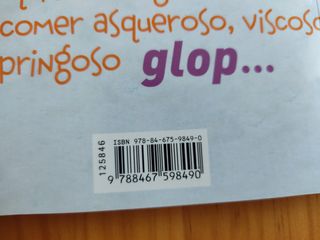 comer asqueroso, viscoso
pringoso glop...
125846
ISBN 978-84-675-9849-0
9 788467 598490